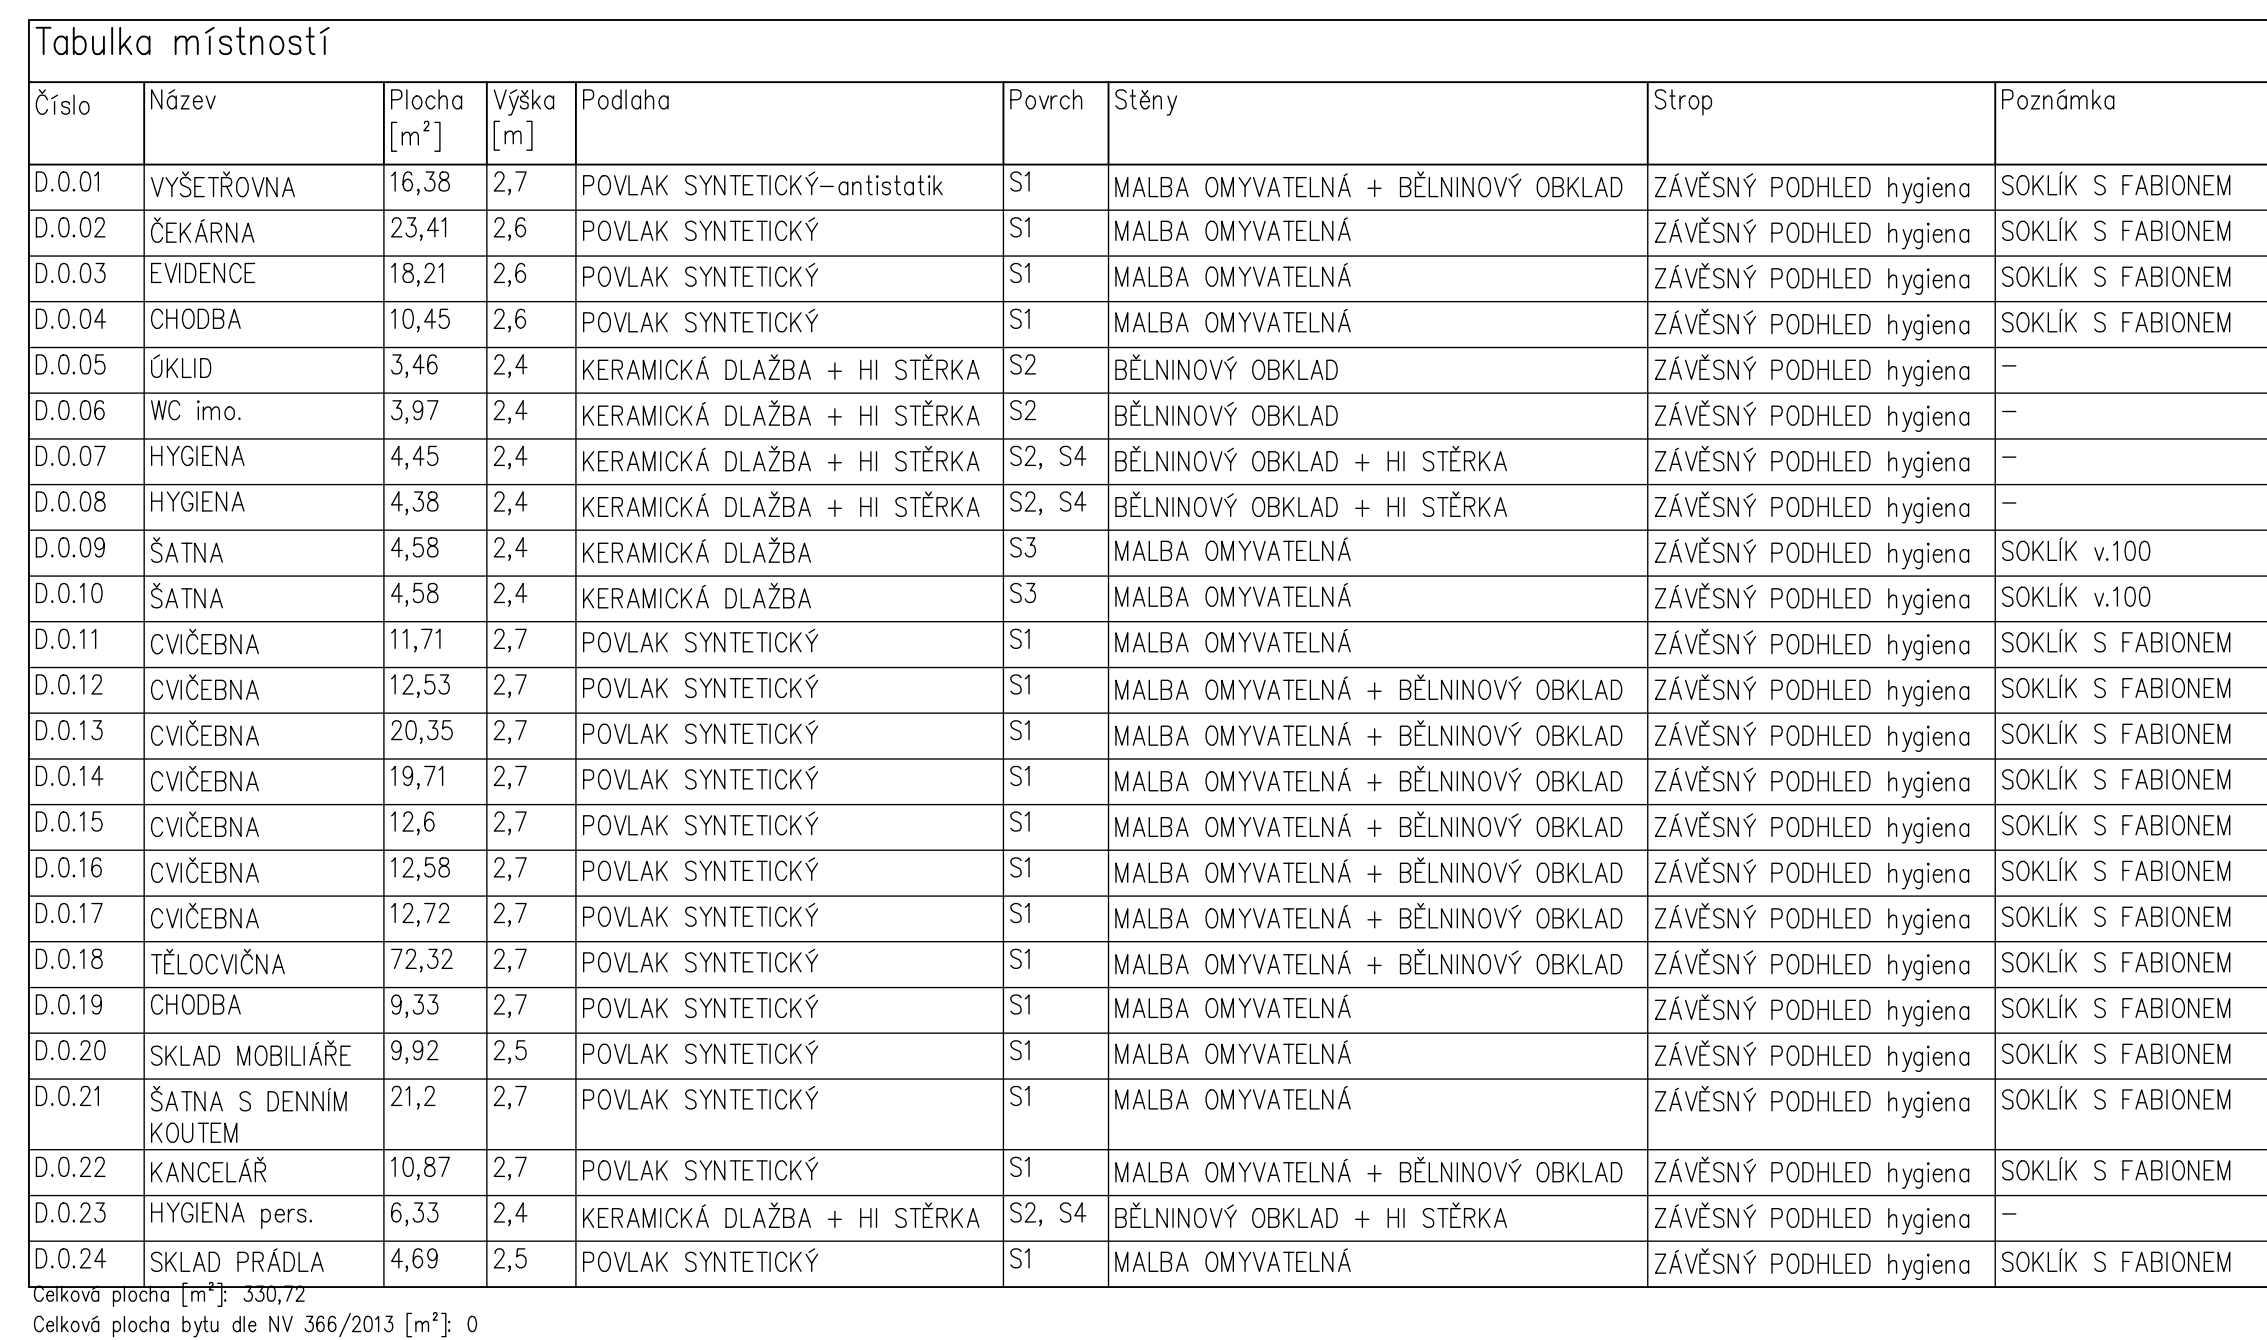 Tabulka místností
Číslo Název Plocha [m²] Výška [m] Podlaha Povrch Stěny Strop Poznámka
D.0.01 VYŠETŘOVNA 16,38 2,7 POVLAK SYNTETICKÝ-antistatik S1 MALBA OMYVATELNÁ + BĚLNINOVÝ OBKLAD ZÁVĚSNÝ PODHLED hygiena SOKLÍK S FABIONEM
D.0.02 ČEKÁRNA 23,41 2,6 POVLAK SYNTETICKÝ S1 MALBA OMYVATELNÁ ZÁVĚSNÝ PODHLED hygiena SOKLÍK S FABIONEM
D.0.03 EVIDENCE 18,21 2,6 POVLAK SYNTETICKÝ S1 MALBA OMYVATELNÁ ZÁVĚSNÝ PODHLED hygiena SOKLÍK S FABIONEM
D.0.04 CHODBA 10,45 2,6 POVLAK SYNTETICKÝ S1 MALBA OMYVATELNÁ ZÁVĚSNÝ PODHLED hygiena SOKLÍK S FABIONEM
D.0.05 ÚKLID 3,46 2,4 KERAMICKÁ DLAŽBA + HI STĚRKA S2 BĚLNINOVÝ OBKLAD ZÁVĚSNÝ PODHLED hygiena -
D.0.06 WC imo. 3,97 2,4 KERAMICKÁ DLAŽBA + HI STĚRKA S2 BĚLNINOVÝ OBKLAD ZÁVĚSNÝ PODHLED hygiena -
D.0.07 HYGIENA 4,45 2,4 KERAMICKÁ DLAŽBA + HI STĚRKA S2, S4 BĚLNINOVÝ OBKLAD + HI STĚRKA ZÁVĚSNÝ PODHLED hygiena -
D.0.08 HYGIENA 4,38 2,4 KERAMICKÁ DLAŽBA + HI STĚRKA S2, S4 BĚLNINOVÝ OBKLAD + HI STĚRKA ZÁVĚSNÝ PODHLED hygiena -
D.0.09 ŠATNA 4,58 2,4 KERAMICKÁ DLAŽBA S3 MALBA OMYVATELNÁ ZÁVĚSNÝ PODHLED hygiena SOKLÍK v.100
D.0.10 ŠATNA 4,58 2,4 KERAMICKÁ DLAŽBA S3 MALBA OMYVATELNÁ ZÁVĚSNÝ PODHLED hygiena SOKLÍK v.100
D.0.11 CVIČEBNA 11,71 2,7 POVLAK SYNTETICKÝ S1 MALBA OMYVATELNÁ ZÁVĚSNÝ PODHLED hygiena SOKLÍK S FABIONEM
D.0.12 CVIČEBNA 12,53 2,7 POVLAK SYNTETICKÝ S1 MALBA OMYVATELNÁ + BĚLNINOVÝ OBKLAD ZÁVĚSNÝ PODHLED hygiena SOKLÍK S FABIONEM
D.0.13 CVIČEBNA 20,35 2,7 POVLAK SYNTETICKÝ S1 MALBA OMYVATELNÁ + BĚLNINOVÝ OBKLAD ZÁVĚSNÝ PODHLED hygiena SOKLÍK S FABIONEM
D.0.14 CVIČEBNA 19,71 2,7 POVLAK SYNTETICKÝ S1 MALBA OMYVATELNÁ + BĚLNINOVÝ OBKLAD ZÁVĚSNÝ PODHLED hygiena SOKLÍK S FABIONEM
D.0.15 CVIČEBNA 12,6 2,7 POVLAK SYNTETICKÝ S1 MALBA OMYVATELNÁ + BĚLNINOVÝ OBKLAD ZÁVĚSNÝ PODHLED hygiena SOKLÍK S FABIONEM
D.0.16 CVIČEBNA 12,58 2,7 POVLAK SYNTETICKÝ S1 MALBA OMYVATELNÁ + BĚLNINOVÝ OBKLAD ZÁVĚSNÝ PODHLED hygiena SOKLÍK S FABIONEM
D.0.17 CVIČEBNA 12,72 2,7 POVLAK SYNTETICKÝ S1 MALBA OMYVATELNÁ + BĚLNINOVÝ OBKLAD ZÁVĚSNÝ PODHLED hygiena SOKLÍK S FABIONEM
D.0.18 TĚLOCVIČNA 72,32 2,7 POVLAK SYNTETICKÝ S1 MALBA OMYVATELNÁ + BĚLNINOVÝ OBKLAD ZÁVĚSNÝ PODHLED hygiena SOKLÍK S FABIONEM
D.0.19 CHODBA 9,33 2,7 POVLAK SYNTETICKÝ S1 MALBA OMYVATELNÁ ZÁVĚSNÝ PODHLED hygiena SOKLÍK S FABIONEM
D.0.20 SKLAD MOBILIÁŘE 9,92 2,5 POVLAK SYNTETICKÝ S1 MALBA OMYVATELNÁ ZÁVĚSNÝ PODHLED hygiena SOKLÍK S FABIONEM
D.0.21 ŠATNA S DENNÍM 21,2 2,7 POVLAK SYNTETICKÝ S1 MALBA OMYVATELNÁ ZÁVĚSNÝ PODHLED hygiena SOKLÍK S FABIONEM
KOUTEM
D.0.22 KANCELÁŘ 10,87 2,7 POVLAK SYNTETICKÝ S1 MALBA OMYVATELNÁ + BĚLNINOVÝ OBKLAD ZÁVĚSNÝ PODHLED hygiena SOKLÍK S FABIONEM
D.0.23 HYGIENA pers. 6,33 2,4 KERAMICKÁ DLAŽBA + HI STĚRKA S2, S4 BĚLNINOVÝ OBKLAD + HI STĚRKA ZÁVĚSNÝ PODHLED hygiena -
D.0.24 SKLAD PRÁDLA 4,69 2,5 POVLAK SYNTETICKÝ S1 MALBA OMYVATELNÁ ZÁVĚSNÝ PODHLED hygiena SOKLÍK S FABIONEM
Celková plocha [m²]: 330,72
Celková plocha bytu dle NV 366/2013 [m²]: 0